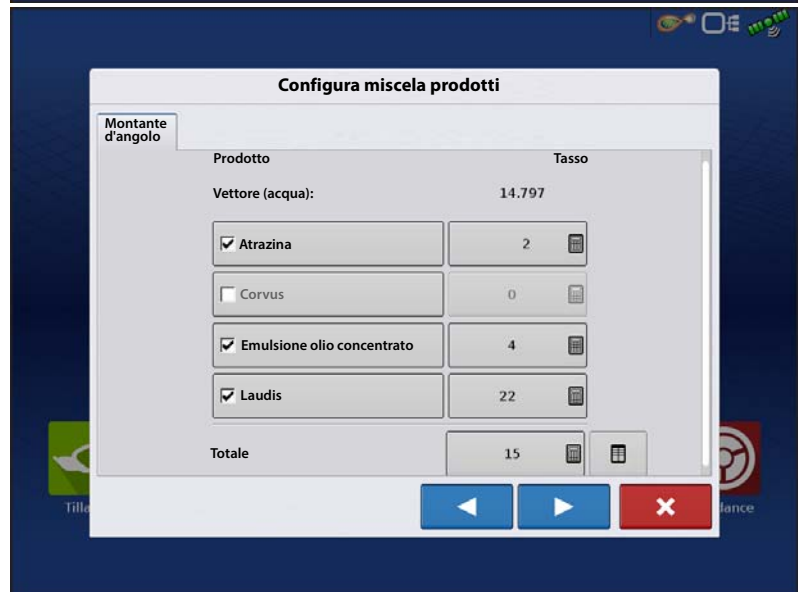 Configura miscela prodotti
Montante
d'angolo
Prodotto Tasso
Vettore (acqua): 14.797
Atrazina 2
Corvus 0
Emulsione olio concentrato 4
Laudis 22
Totale 15
Tilla
dance